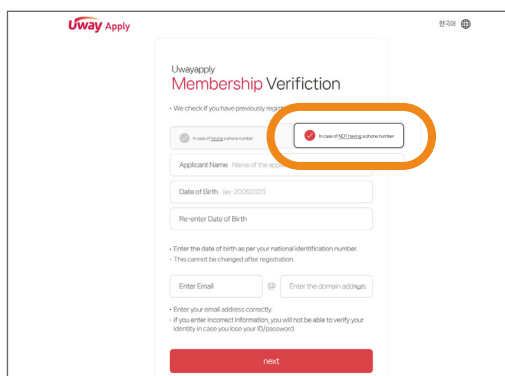 Uway Apply
한국어
Uwayapply
Membership Verifiction
• We check if you have previously regist
In case of having a phone number
In case of NOT having a phone number
Applicant Name Name of the app
Date of Birth (ex: 20050101)
Re-enter Date of Birth
• Enter the date of birth as per your national identification number.
• This cannot be changed after registration.
Enter Email @ Enter the domain address
• Enter your email address correctly.
• If you enter incorrect information, you will not be able to verify your
identity in case you lose your ID/password.
next